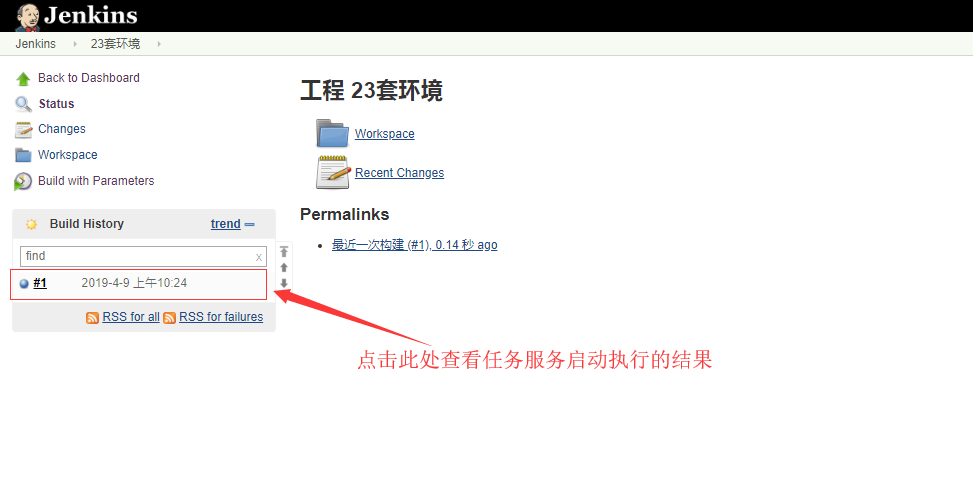 Jenkins
Jenkins 23套环境
Back to Dashboard
Status
Changes
Workspace
Build with Parameters
Build History trend
find x
#1 2019-4-9 上午10:24
RSS for all RSS for failures
工程 23套环境
Workspace
Recent Changes
Permalinks
最近一次构建 (#1), 0.14 秒 ago
点击此处查看任务服务启动执行的结果